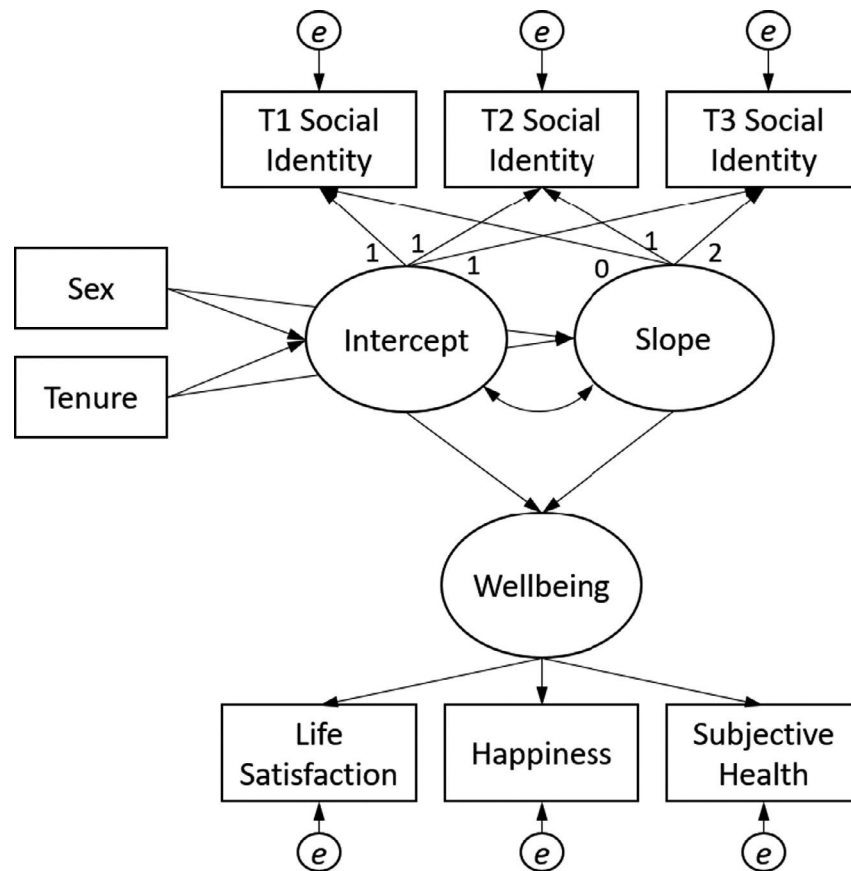 e e e
T1 Social T2 Social T3 Social
Identity Identity Identity
1 1 1 0 1 2
Sex
Intercept Slope
Tenure
Wellbeing
Life
Satisfaction
Happiness
Subjective
Health
e e e